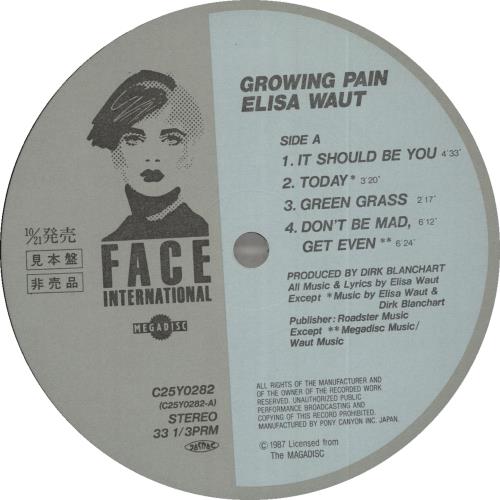 GROWING PAIN
ELISA WAUT
SIDE A
1. IT SHOULD BE YOU 4'33"
2. TODAY* 3'20"
3. GREEN GRASS 2'17"
4. DON'T BE MAD, 6'12"
GET EVEN** 6'24"
PRODUCED BY DIRK BLANCHART
All Music & Lyrics by Elisa Waut
Except *Music by Elisa Waut &
Dirk Blanchart
Publisher: Roadster Music
Except **Megadisc Music/
Waut Music
ALL RIGHTS OF THE MANUFACTURER AND
OF THE OWNER OF THE RECORDED WORK
RESERVED. UNAUTHORIZED PUBLIC
PERFORMANCE BROADCASTING AND
COPYING OF THIS RECORD PROHIBITED.
MANUFACTURED BY PONY CANYON INC. JAPAN.
©1987 Licensed from
The MAGADISC
10/21発売
見本盤
非売品
FACE
INTERNATIONAL
MEGADISC
C25Y0282
(C25Y0282-A)
STEREO
33 1/3PRM